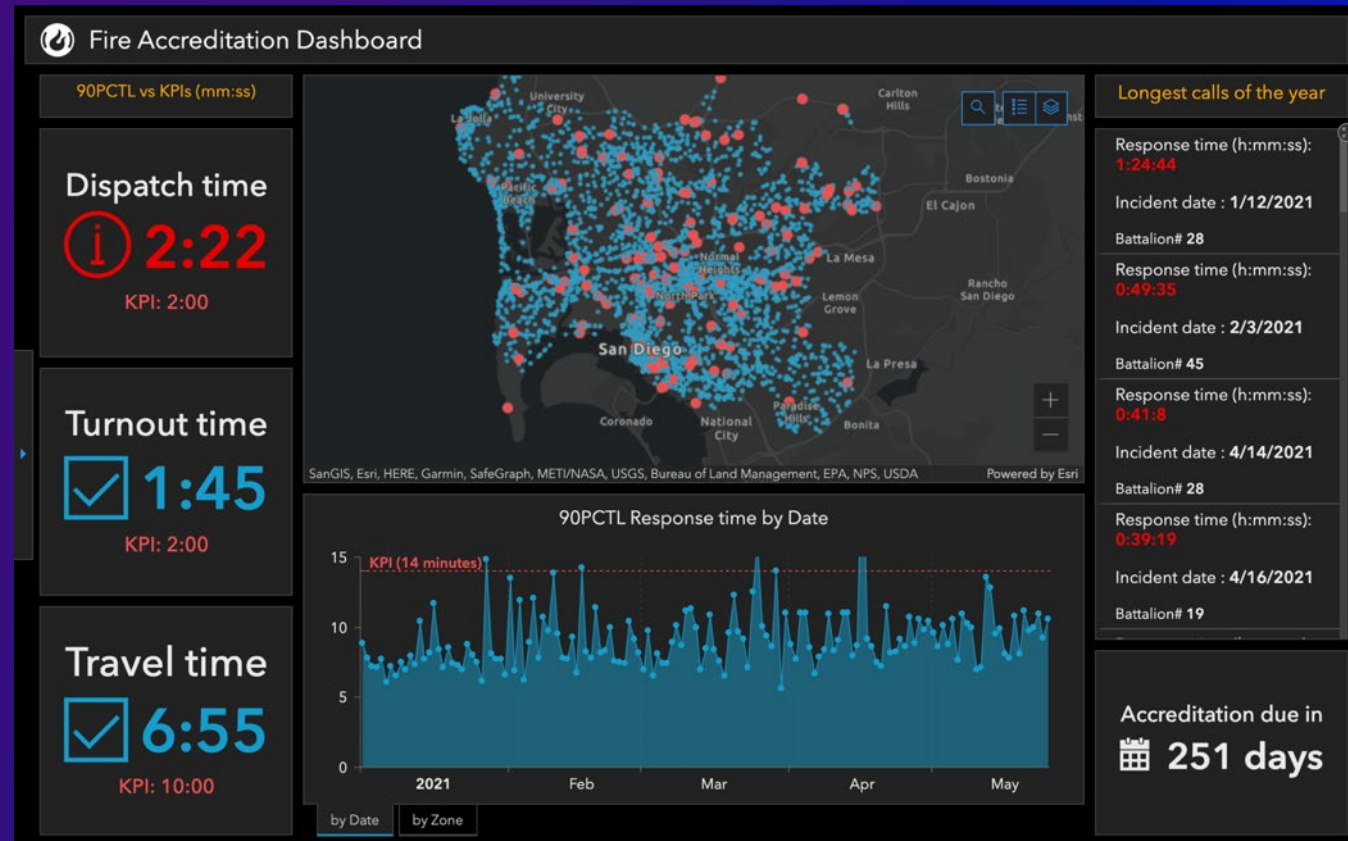 Fire Accreditation Dashboard
90PCTL vs KPIs (mm:ss)
Dispatch time
2:22
KPI: 2:00
Turnout time
1:45
KPI: 2:00
Travel time
6:55
KPI: 10:00
University
City
La Jolla
Carlton
Hills
Pacific
Beach
Bostonia
El Cajon
Normal
Heights
La Mesa
North Park
Lemon
Grove
Rancho
San Diego
San Diego
La Presa
Coronado
National
City
Paradise
Hills
Bonita
SanGIS, Esri, HERE, Garmin, SafeGraph, METI/NASA, USGS, Bureau of Land Management, EPA, NPS, USDA
Powered by Esri
90PCTL Response time by Date
15
KPI (14 minutes)
10
5
0
2021
Feb
Mar
Apr
May
by Date
by Zone
Longest calls of the year
Response time (h:mm:ss):
1:24:44
Incident date : 1/12/2021
Battalion# 28
Response time (h:mm:ss):
0:49:35
Incident date : 2/3/2021
Battalion# 45
Response time (h:mm:ss):
0:41:8
Incident date : 4/14/2021
Battalion# 28
Response time (h:mm:ss):
0:39:19
Incident date : 4/16/2021
Battalion# 19
Accreditation due in
251 days